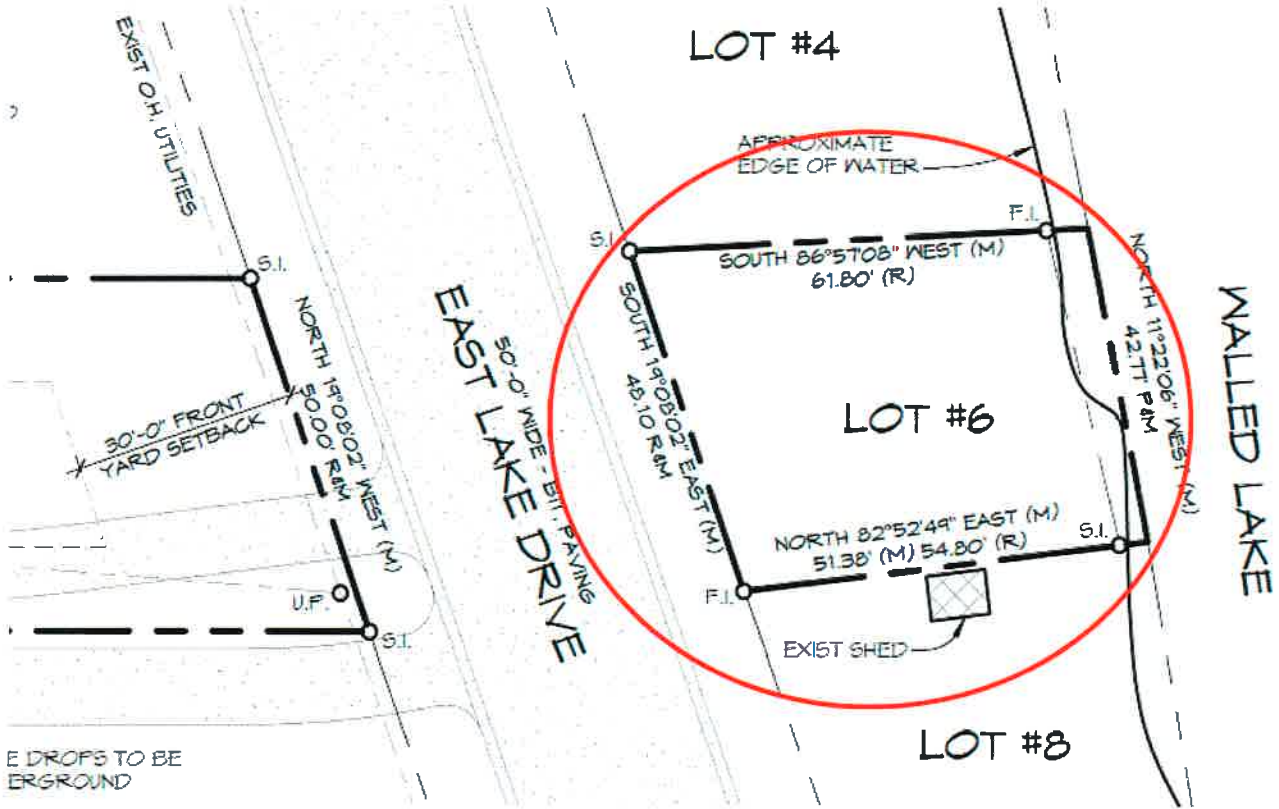 LOT #4
EXIST O.H. UTILITIES
APPROXIMATE
EDGE OF WATER
F.I.
S.I.
SOUTH 86°57'08" WEST (M)
61.80' (R)
S.I.
NORTH 19°08'02" WEST (M)
50.00' R&M
30'-0" FRONT
YARD SETBACK
EAST LAKE DRIVE
50'-0" WIDE - BIT. PAVING
SOUTH 19°08'02" EAST (M)
48.10 R&M
LOT #6
NORTH 11°22'06" WEST (M)
42.77' R&M
WALLED LAKE
NORTH 82°52'49" EAST (M)
51.38' (M) 54.80' (R)
S.I.
F.I.
U.P.
S.I.
EXIST SHED
LOT #8
E DROPS TO BE
ERGROUND